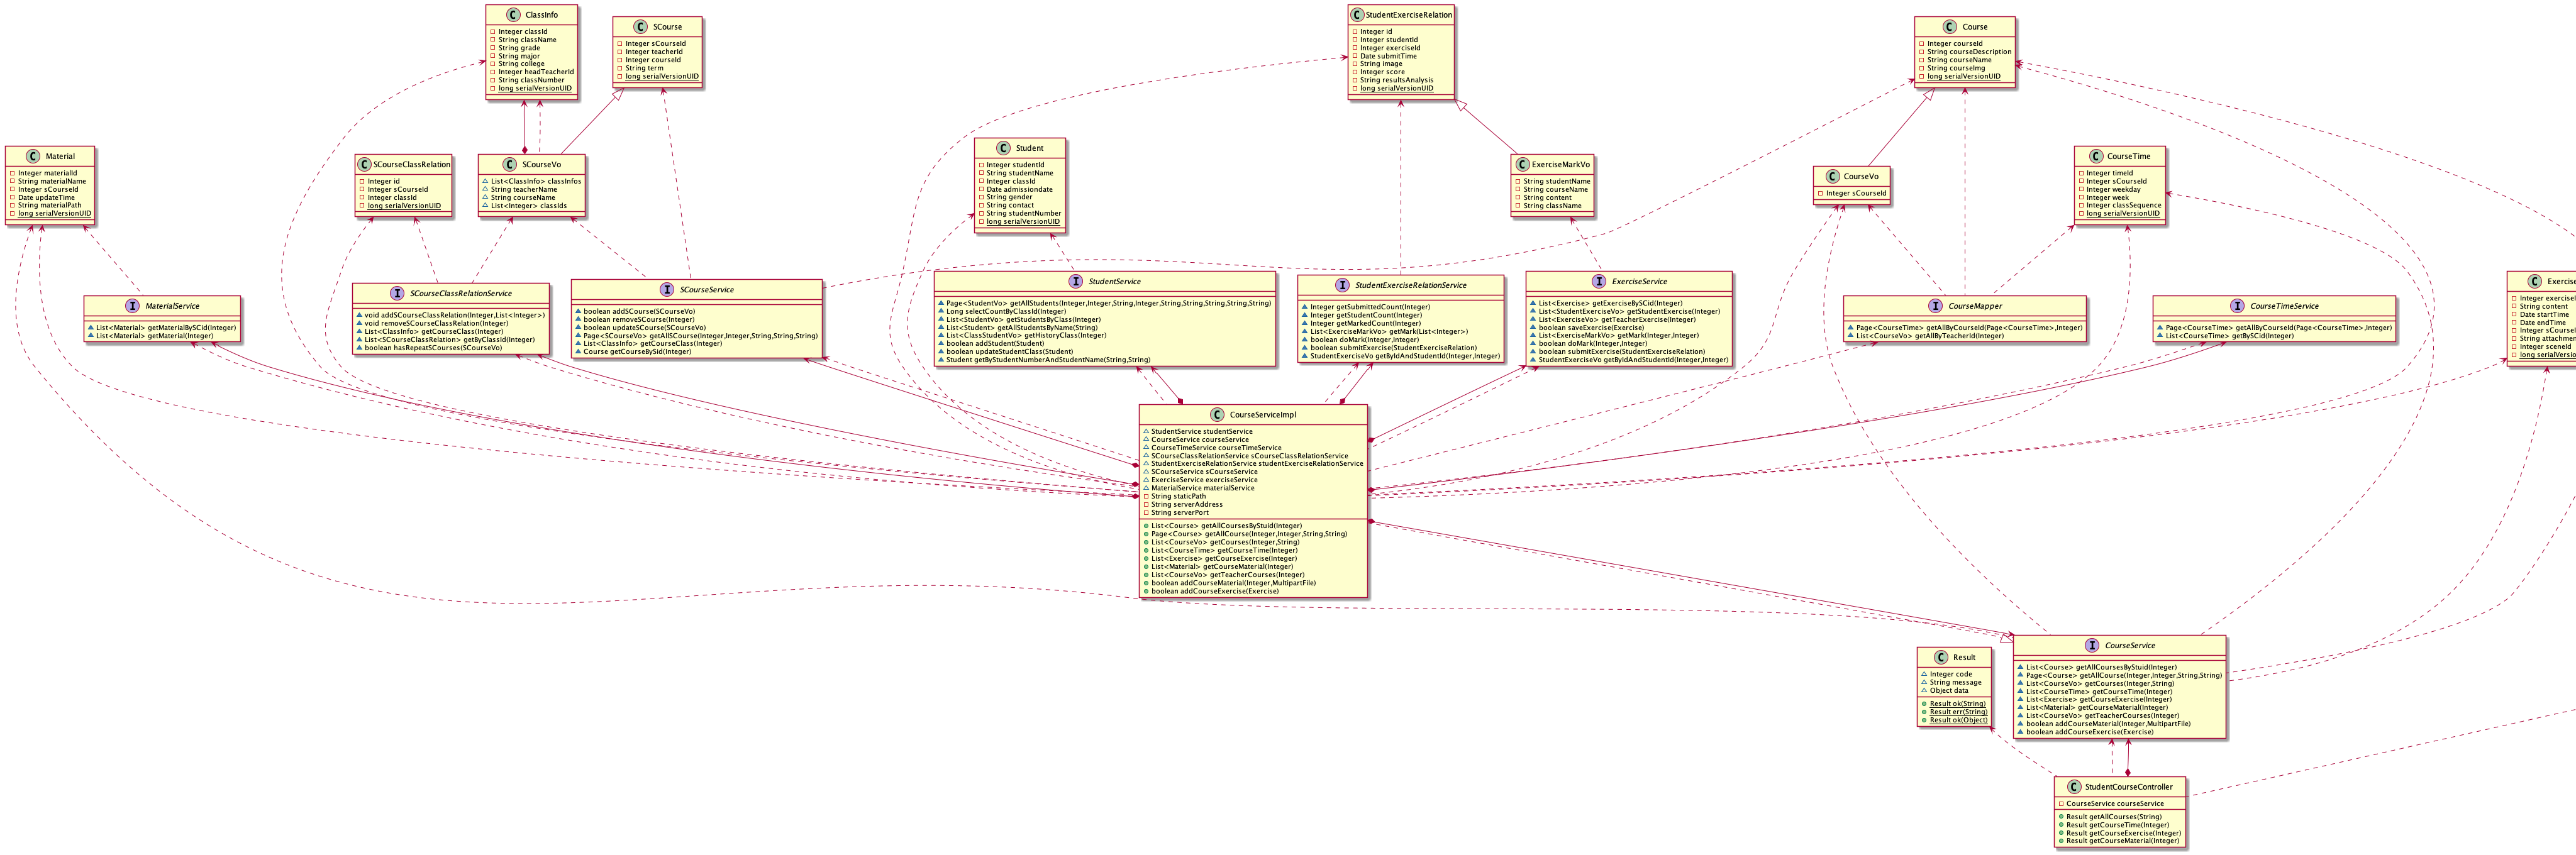 C ClassInfo
Integer classId
String className
String grade
String major
String college
Integer headTeacherId
String classNumber
long serialVersionUID
C SCourse
Integer sCourseId
Integer teacherId
Integer courseId
String term
long serialVersionUID
C StudentExerciseRelation
Integer id
Integer studentId
Integer exerciseId
Date submitTime
String image
Integer score
String resultsAnalysis
long serialVersionUID
C Course
Integer courseId
String courseDescription
String courseName
String courseImg
long serialVersionUID
C Material
Integer materialId
String materialName
Integer sCourseId
Date updateTime
String materialPath
long serialVersionUID
C SCourseClassRelation
Integer id
Integer sCourseId
Integer classId
long serialVersionUID
C SCourseVo
List<ClassInfo> classInfos
String teacherName
String courseName
List<Integer> classIds
C Student
Integer studentId
String studentName
Integer classId
Date admissiondate
String gender
String contact
String studentNumber
long serialVersionUID
C ExerciseMarkVo
String studentName
String courseName
String content
String className
C CourseVo
Integer sCourseId
C CourseTime
Integer timeId
Integer sCourseId
Integer weekday
Integer week
Integer classSequence
long serialVersionUID
I MaterialService
List<Material> getMaterialBySCid(Integer)
List<Material> getMaterial(Integer)
I SCourseClassRelationService
void addSCourseClassRelation(Integer,List<Integer>)
void removeSCourseClassRelation(Integer)
List<ClassInfo> getCourseClass(Integer)
List<SCourseClassRelation> getByClassId(Integer)
boolean hasRepeatSCourses(SCourseVo)
I SCourseService
boolean addSCourse(SCourseVo)
boolean removeSCourse(Integer)
boolean updateSCourse(SCourseVo)
Page<SCourseVo> getAllSCourse(Integer,Integer,String,String,String)
List<ClassInfo> getCourseClass(Integer)
Course getCourseBySid(Integer)
I StudentService
Page<StudentVo> getAllStudents(Integer,Integer,String,Integer,String,String,String,String,String)
Long selectCountByClassId(Integer)
List<StudentVo> getStudentsByClass(Integer)
List<Student> getAllStudentsByName(String)
List<ClassStudentVo> getHistoryClass(Integer)
boolean addStudent(Student)
boolean updateStudentClass(Student)
Student getByStudentNumberAndStudentName(String,String)
I StudentExerciseRelationService
Integer getSubmittedCount(Integer)
Integer getStudentCount(Integer)
Integer getMarkedCount(Integer)
List<ExerciseMarkVo> getMark(List<Integer>)
boolean doMark(Integer,Integer)
boolean submitExercise(StudentExerciseRelation)
StudentExerciseVo getByIdAndStudentId(Integer,Integer)
I ExerciseService
List<Exercise> getExerciseBySCid(Integer)
List<StudentExerciseVo> getStudentExercise(Integer)
List<ExerciseVo> getTeacherExercise(Integer)
boolean saveExercise(Exercise)
List<ExerciseMarkVo> getMark(Integer,Integer)
boolean doMark(Integer,Integer)
boolean submitExercise(StudentExerciseRelation)
StudentExerciseVo getByIdAndStudentId(Integer,Integer)
I CourseMapper
Page<CourseTime> getAllByCourseId(Page<CourseTime>,Integer)
List<CourseVo> getAllByTeacherId(Integer)
I CourseTimeService
Page<CourseTime> getAllByCourseId(Page<CourseTime>,Integer)
List<CourseTime> getBySCid(Integer)
C Exercise
Integer exerciseI
String content
Date startTime
Date endTime
Integer sCourseId
String attachmen
Integer sceneId
long serialVersio
C CourseServiceImpl
StudentService studentService
CourseService courseService
CourseTimeService courseTimeService
SCourseClassRelationService sCourseClassRelationService
StudentExerciseRelationService studentExerciseRelationService
SCourseService sCourseService
ExerciseService exerciseService
MaterialService materialService
String staticPath
String serverAddress
String serverPort
List<Course> getAllCoursesByStuid(Integer)
Page<Course> getAllCourse(Integer,Integer,String,String)
List<CourseVo> getCourses(Integer,String)
List<CourseTime> getCourseTime(Integer)
List<Exercise> getCourseExercise(Integer)
List<Material> getCourseMaterial(Integer)
List<CourseVo> getTeacherCourses(Integer)
boolean addCourseMaterial(Integer,MultipartFile)
boolean addCourseExercise(Exercise)
C Result
Integer code
String message
Object data
Result ok(String)
Result err(String)
Result ok(Object)
I CourseService
List<Course> getAllCoursesByStuid(Integer)
Page<Course> getAllCourse(Integer,Integer,String,String)
List<CourseVo> getCourses(Integer,String)
List<CourseTime> getCourseTime(Integer)
List<Exercise> getCourseExercise(Integer)
List<Material> getCourseMaterial(Integer)
List<CourseVo> getTeacherCourses(Integer)
boolean addCourseMaterial(Integer,MultipartFile)
boolean addCourseExercise(Exercise)
C StudentCourseController
CourseService courseService
Result getAllCourses(String)
Result getCourseTime(Integer)
Result getCourseExercise(Integer)
Result getCourseMaterial(Integer)